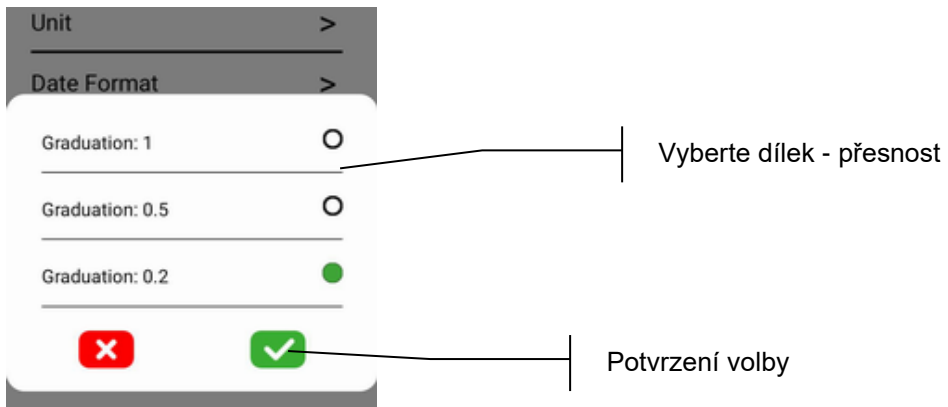 Unit >
Date Format >
Graduation: 1
Vyberte dílek - přesnost
Graduation: 0.5
Graduation: 0.2
Potvrzení volby